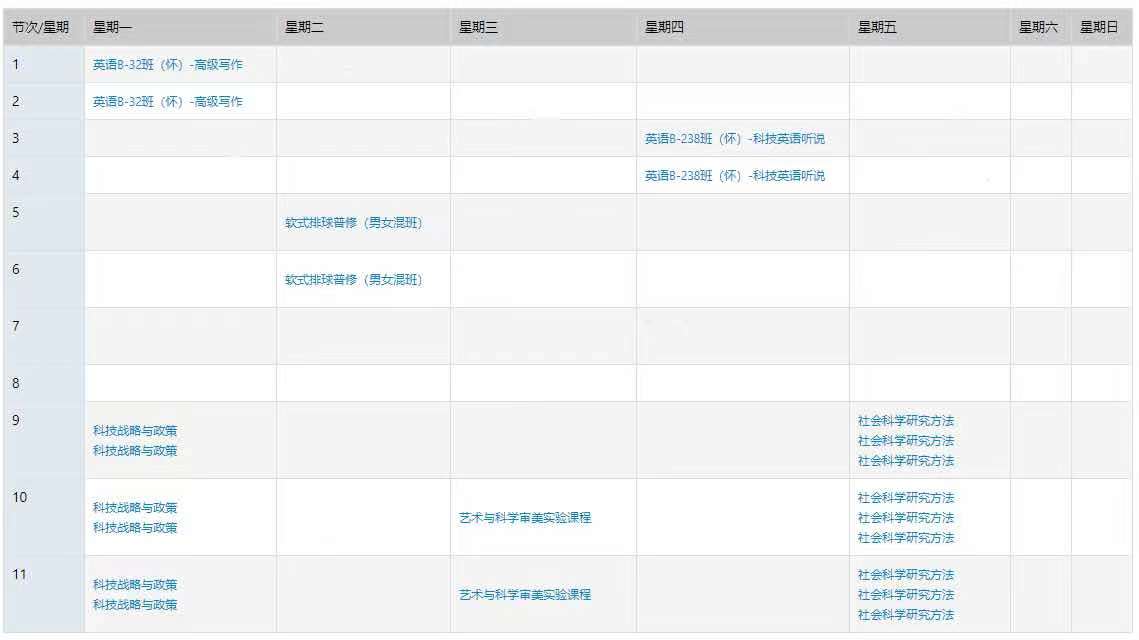 节次/星期 星期一 星期二 星期三 星期四 星期五 星期六 星期日
1 英语B-32班（怀）-高级写作
2 英语B-32班（怀）-高级写作
3 英语B-238班（怀）-科技英语听说
4 英语B-238班（怀）-科技英语听说
5 软式排球普修（男女混班）
6 软式排球普修（男女混班）
7
8
9 社会科学研究方法
科技战略与政策
社会科学研究方法
科技战略与政策
社会科学研究方法
10 社会科学研究方法
科技战略与政策
艺术与科学审美实验课程 社会科学研究方法
科技战略与政策
社会科学研究方法
11 社会科学研究方法
科技战略与政策
艺术与科学审美实验课程 社会科学研究方法
科技战略与政策
社会科学研究方法